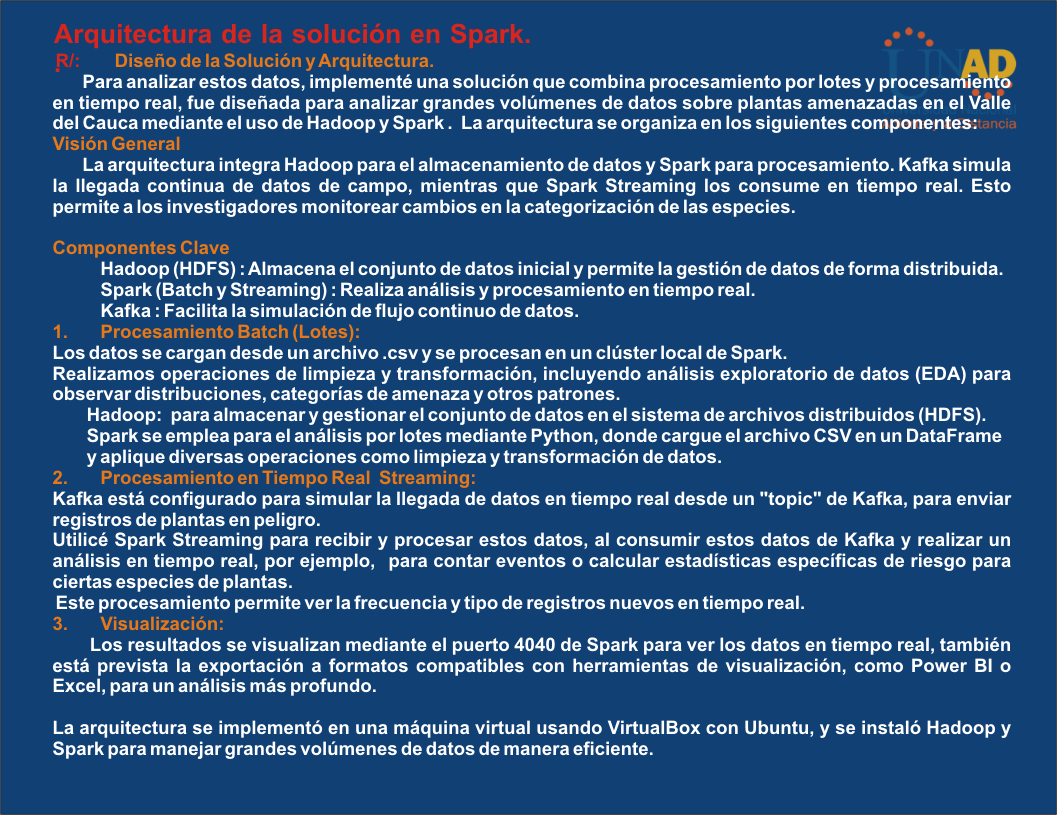 Arquitectura de la solución en Spark.
R/: Diseño de la Solución y Arquitectura.
Para analizar estos datos, implementé una solución que combina procesamiento por lotes y procesamiento
en tiempo real, fue diseñada para analizar grandes volúmenes de datos sobre plantas amenazadas en el Valle
del Cauca mediante el uso de Hadoop y Spark . La arquitectura se organiza en los siguientes componentes:
UNAD
Visión General
La arquitectura integra Hadoop para el almacenamiento de datos y Spark para procesamiento. Kafka simula
la llegada continua de datos de campo, mientras que Spark Streaming los consume en tiempo real. Esto
permite a los investigadores monitorear cambios en la categorización de las especies.
Componentes Clave
Hadoop (HDFS) : Almacena el conjunto de datos inicial y permite la gestión de datos de forma distribuida.
Spark (Batch y Streaming) : Realiza análisis y procesamiento en tiempo real.
Kafka : Facilita la simulación de flujo continuo de datos.
1. Procesamiento Batch (Lotes):
Los datos se cargan desde un archivo .csv y se procesan en un clúster local de Spark.
Realizamos operaciones de limpieza y transformación, incluyendo análisis exploratorio de datos (EDA) para
observar distribuciones, categorías de amenaza y otros patrones.
Hadoop: para almacenar y gestionar el conjunto de datos en el sistema de archivos distribuidos (HDFS).
Spark se emplea para el análisis por lotes mediante Python, donde cargue el archivo CSV en un DataFrame
y aplique diversas operaciones como limpieza y transformación de datos.
2. Procesamiento en Tiempo Real Streaming:
Kafka está configurado para simular la llegada de datos en tiempo real desde un "topic" de Kafka, para enviar
registros de plantas en peligro.
Utilicé Spark Streaming para recibir y procesar estos datos, al consumir estos datos de Kafka y realizar un
análisis en tiempo real, por ejemplo, para contar eventos o calcular estadísticas específicas de riesgo para
ciertas especies de plantas.
Este procesamiento permite ver la frecuencia y tipo de registros nuevos en tiempo real.
3. Visualización:
Los resultados se visualizan mediante el puerto 4040 de Spark para ver los datos en tiempo real, también
está prevista la exportación a formatos compatibles con herramientas de visualización, como Power BI o
Excel, para un análisis más profundo.
La arquitectura se implementó en una máquina virtual usando VirtualBox con Ubuntu, y se instaló Hadoop y
Spark para manejar grandes volúmenes de datos de manera eficiente.